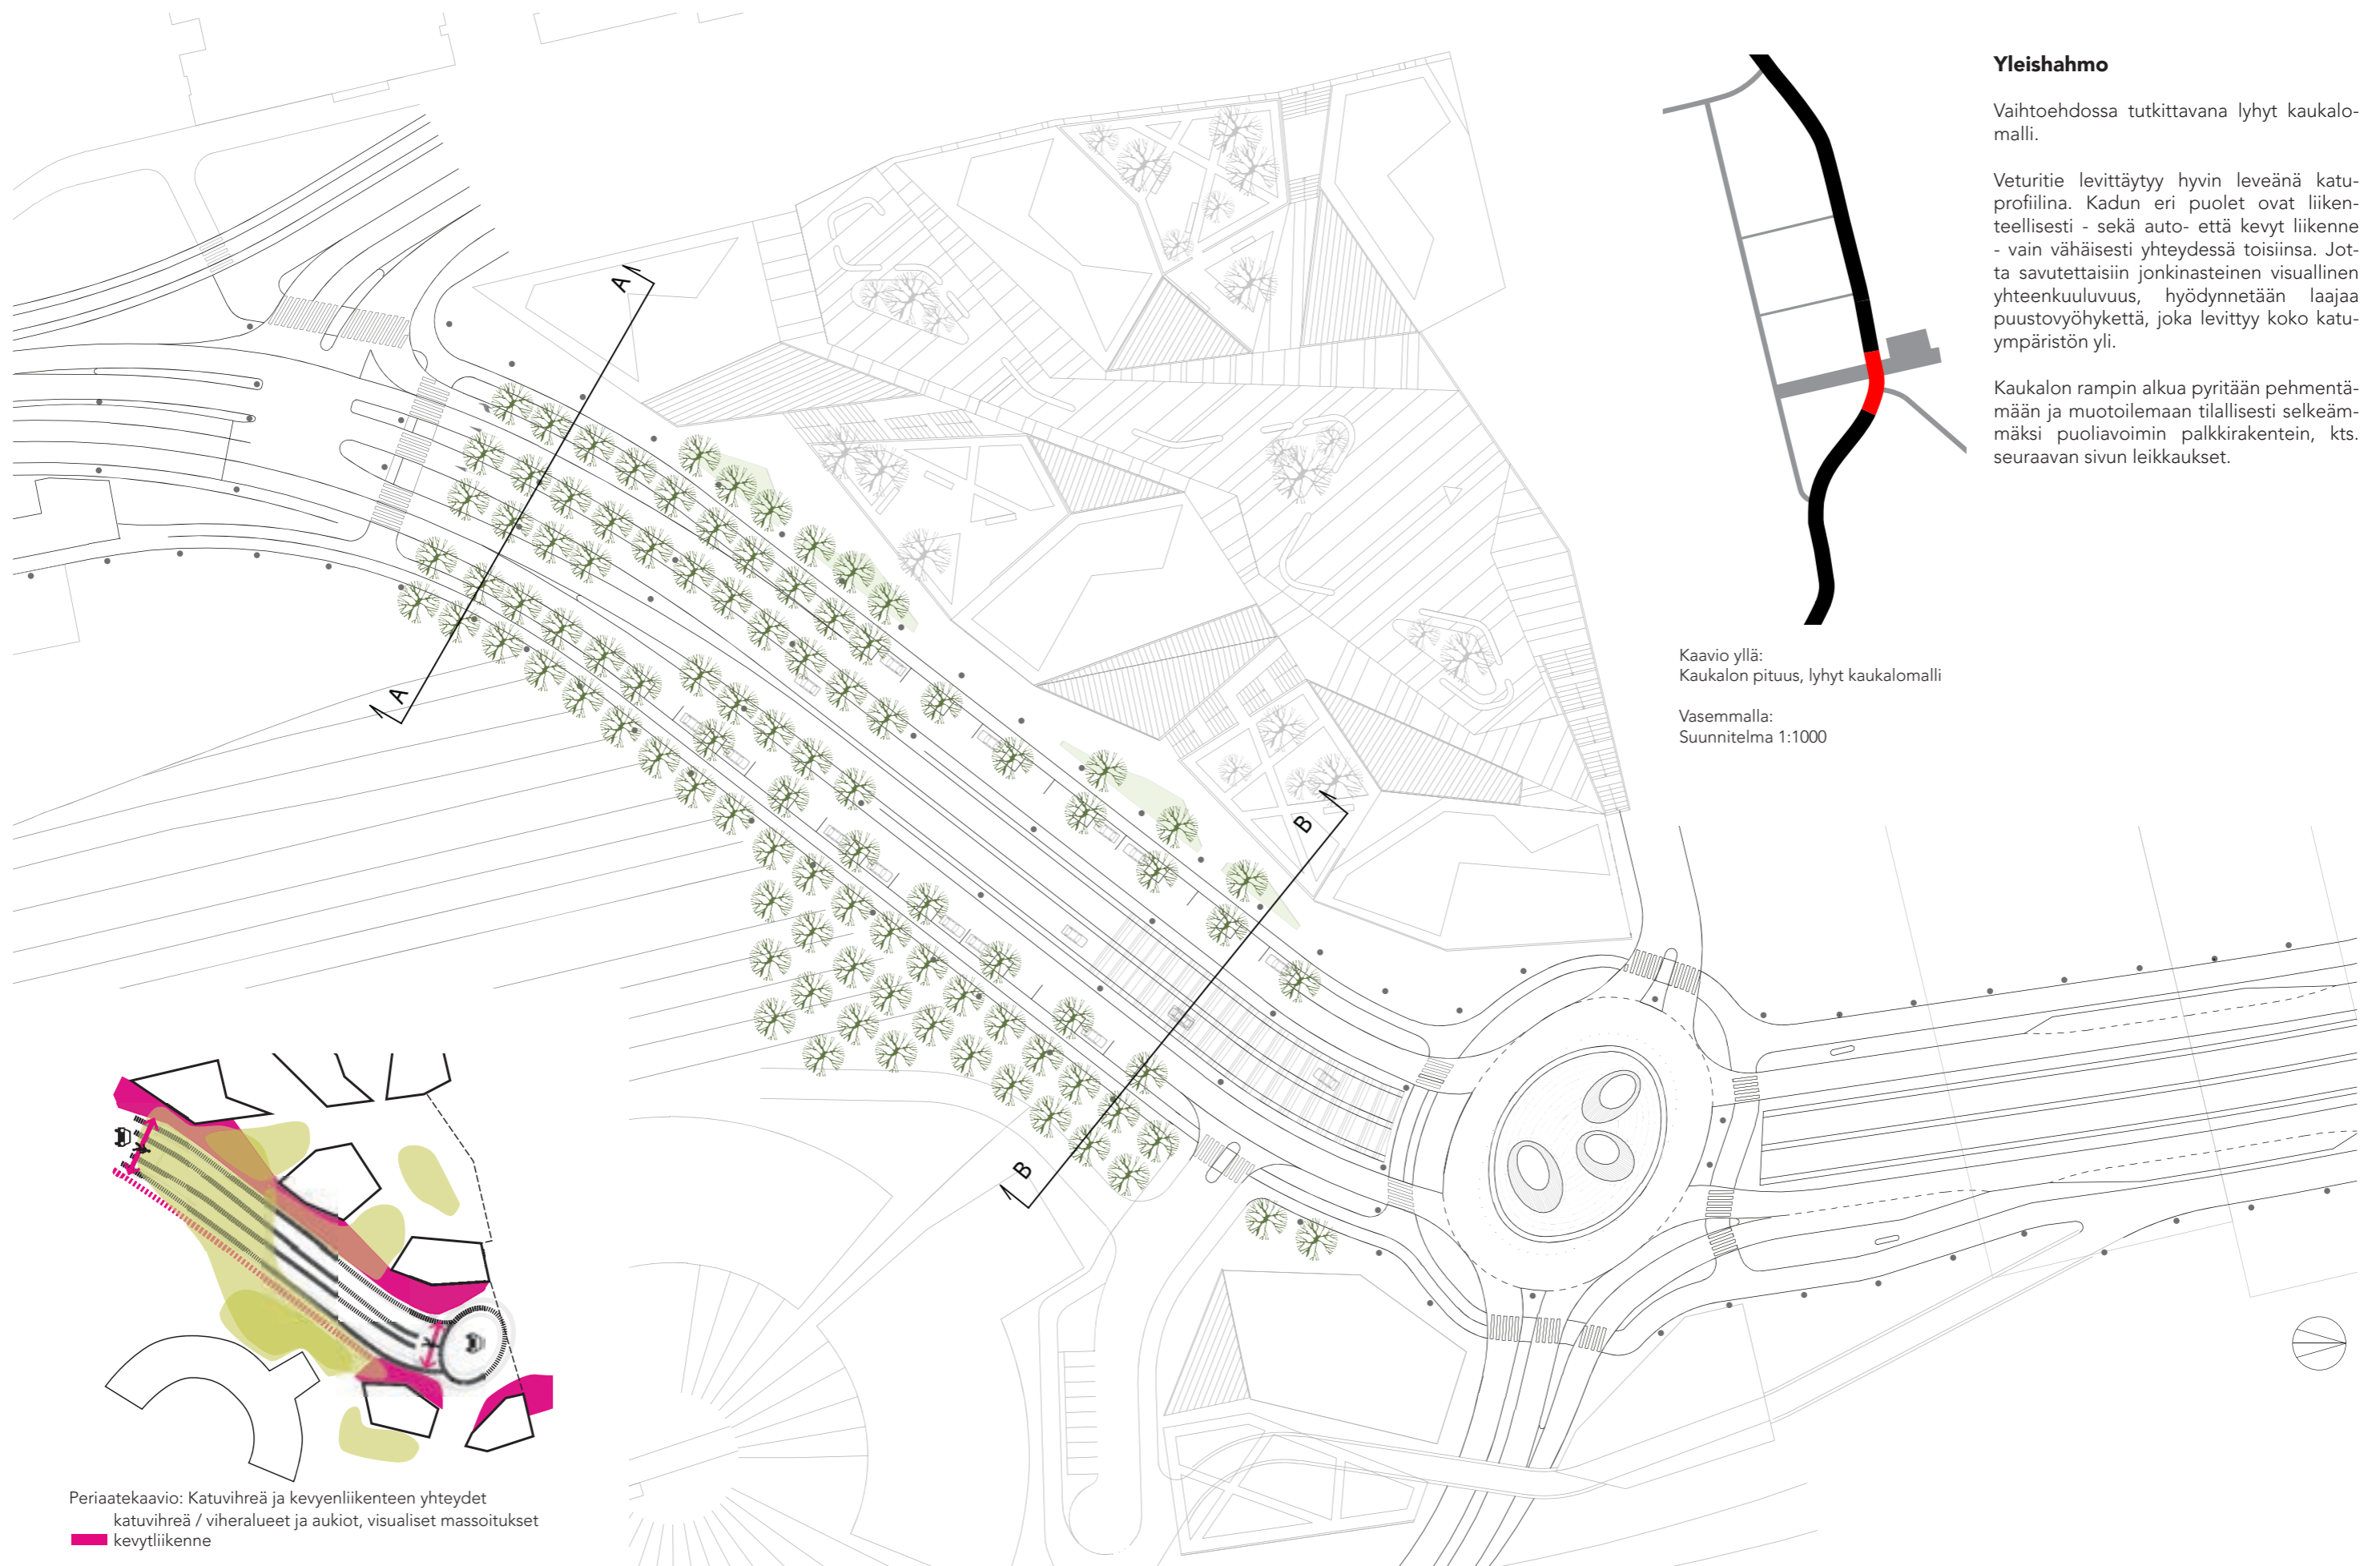 Yleishahmo
Vaihtoehdossa tutkittavana lyhyt kaukalo-
malli.
Veturitie levittäytyy hyvin leveänä katu-
profiilina. Kadun eri puolet ovat liiken-
teellisesti - sekä auto- että kevyt liikenne
- vain vähäisesti yhteydessä toisiinsa. Jot-
ta savutettaisiin jonkinasteinen visuallinen
yhteenkuuluvuus, hyödynnetään laajaa
puustovyöhykettä, joka levittyy koko katu-
ympäristön yli.
Kaukalon rampin alkua pyritään pehmentä-
mään ja muotoilemaan tilallisesti selkeäm-
mäksi puoliavoimin palkkirakentein, kts.
seuraavan sivun leikkaukset.
Kaavio yllä:
Kaukalon pituus, lyhyt kaukalomalli
Vasemmalla:
Suunnitelma 1:1000
A
A
B
B
Periaatekaavio: Katuvihreä ja kevyenliikenteen yhteydet
katuvihreä / viheralueet ja aukiot, visualiset massoitukset
kevytliikenne